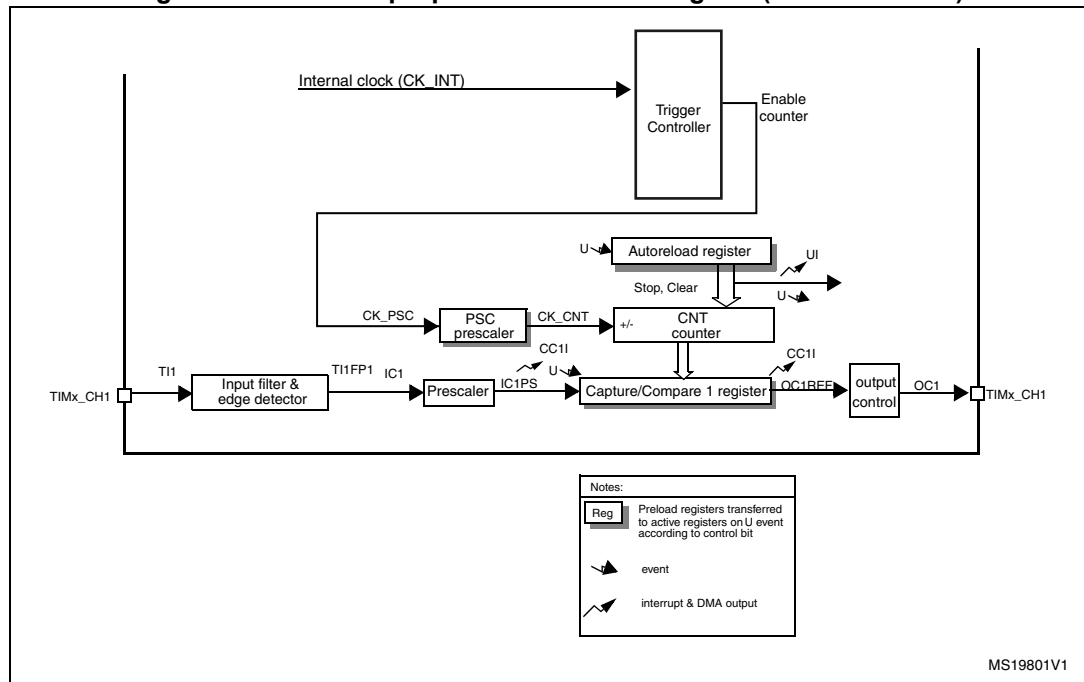 Internal clock (CK_INT)
Trigger
Controller
Enable
counter
U
Autoreload register
UI
Stop, Clear
U
CK_PSC
PSC
prescaler
CK_CNT
+/-
CNT
counter
CC1I
U
CC1I
TI1
TI1FP1
IC1
IC1PS
OC1REF
OC1
TIMx_CH1
Input filter &
edge detector
Prescaler
Capture/Compare 1 register
output
control
TIMx_CH1
Notes:
Reg
Preload registers transferred
to active registers on U event
according to control bit
event
interrupt & DMA output
MS19801V1